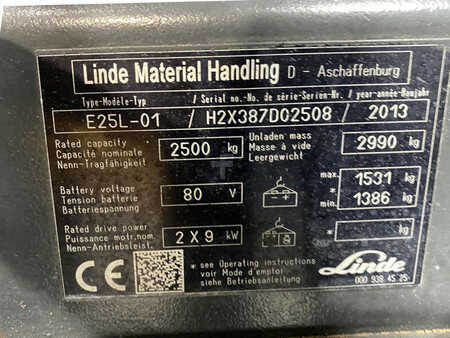 Linde Material Handling D - Aschaffenburg
Type-Modèle-Typ / Serial no.-No. de série-Serien-Nr. / year-année-Baujahr
E25L-01 / H2X387D02508 / 2013
Rated capacity
Capacité nominale
Nenn-Tragfähigkeit
2500 kg
Unladen mass
Masse à vide
Leergewicht
2990 kg
Battery voltage
Tension batterie
Batteriespannung
80 V
- +
max. 1531 kg
* min. 1386 kg
Rated drive power
Puissance motr.nom.
Nenn-Antriebsleist.
2 X 9 kW
* kg
CE
* see Operating instructions
voir Mode d'emploi
siehe Betriebsanleitung
Linde
000 938 45 25